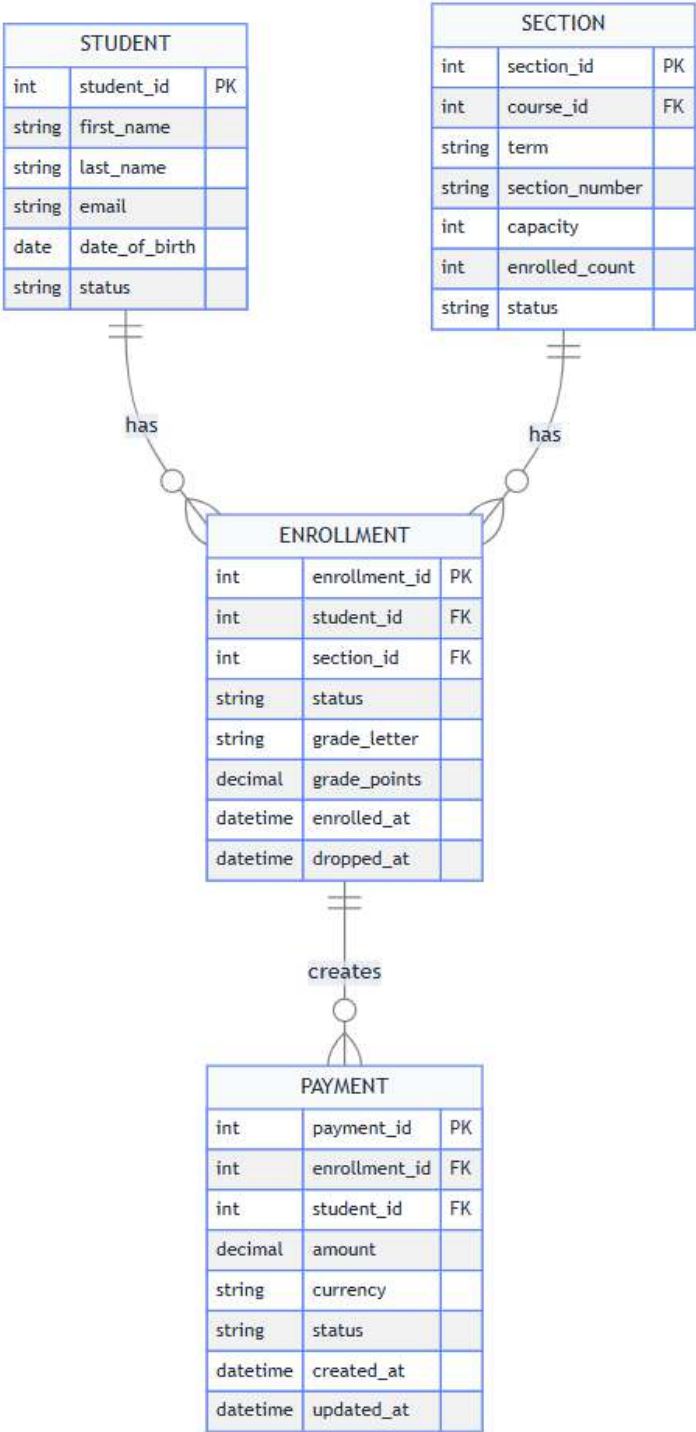 STUDENT
int student_id PK
string first_name
string last_name
string email
date date_of_birth
string status
SECTION
int section_id PK
int course_id FK
string term
string section_number
int capacity
int enrolled_count
string status
has
has
ENROLLMENT
int enrollment_id PK
int student_id FK
int section_id FK
string status
string grade_letter
decimal grade_points
datetime enrolled_at
datetime dropped_at
creates
PAYMENT
int payment_id PK
int enrollment_id FK
int student_id FK
decimal amount
string currency
string status
datetime created_at
datetime updated_at